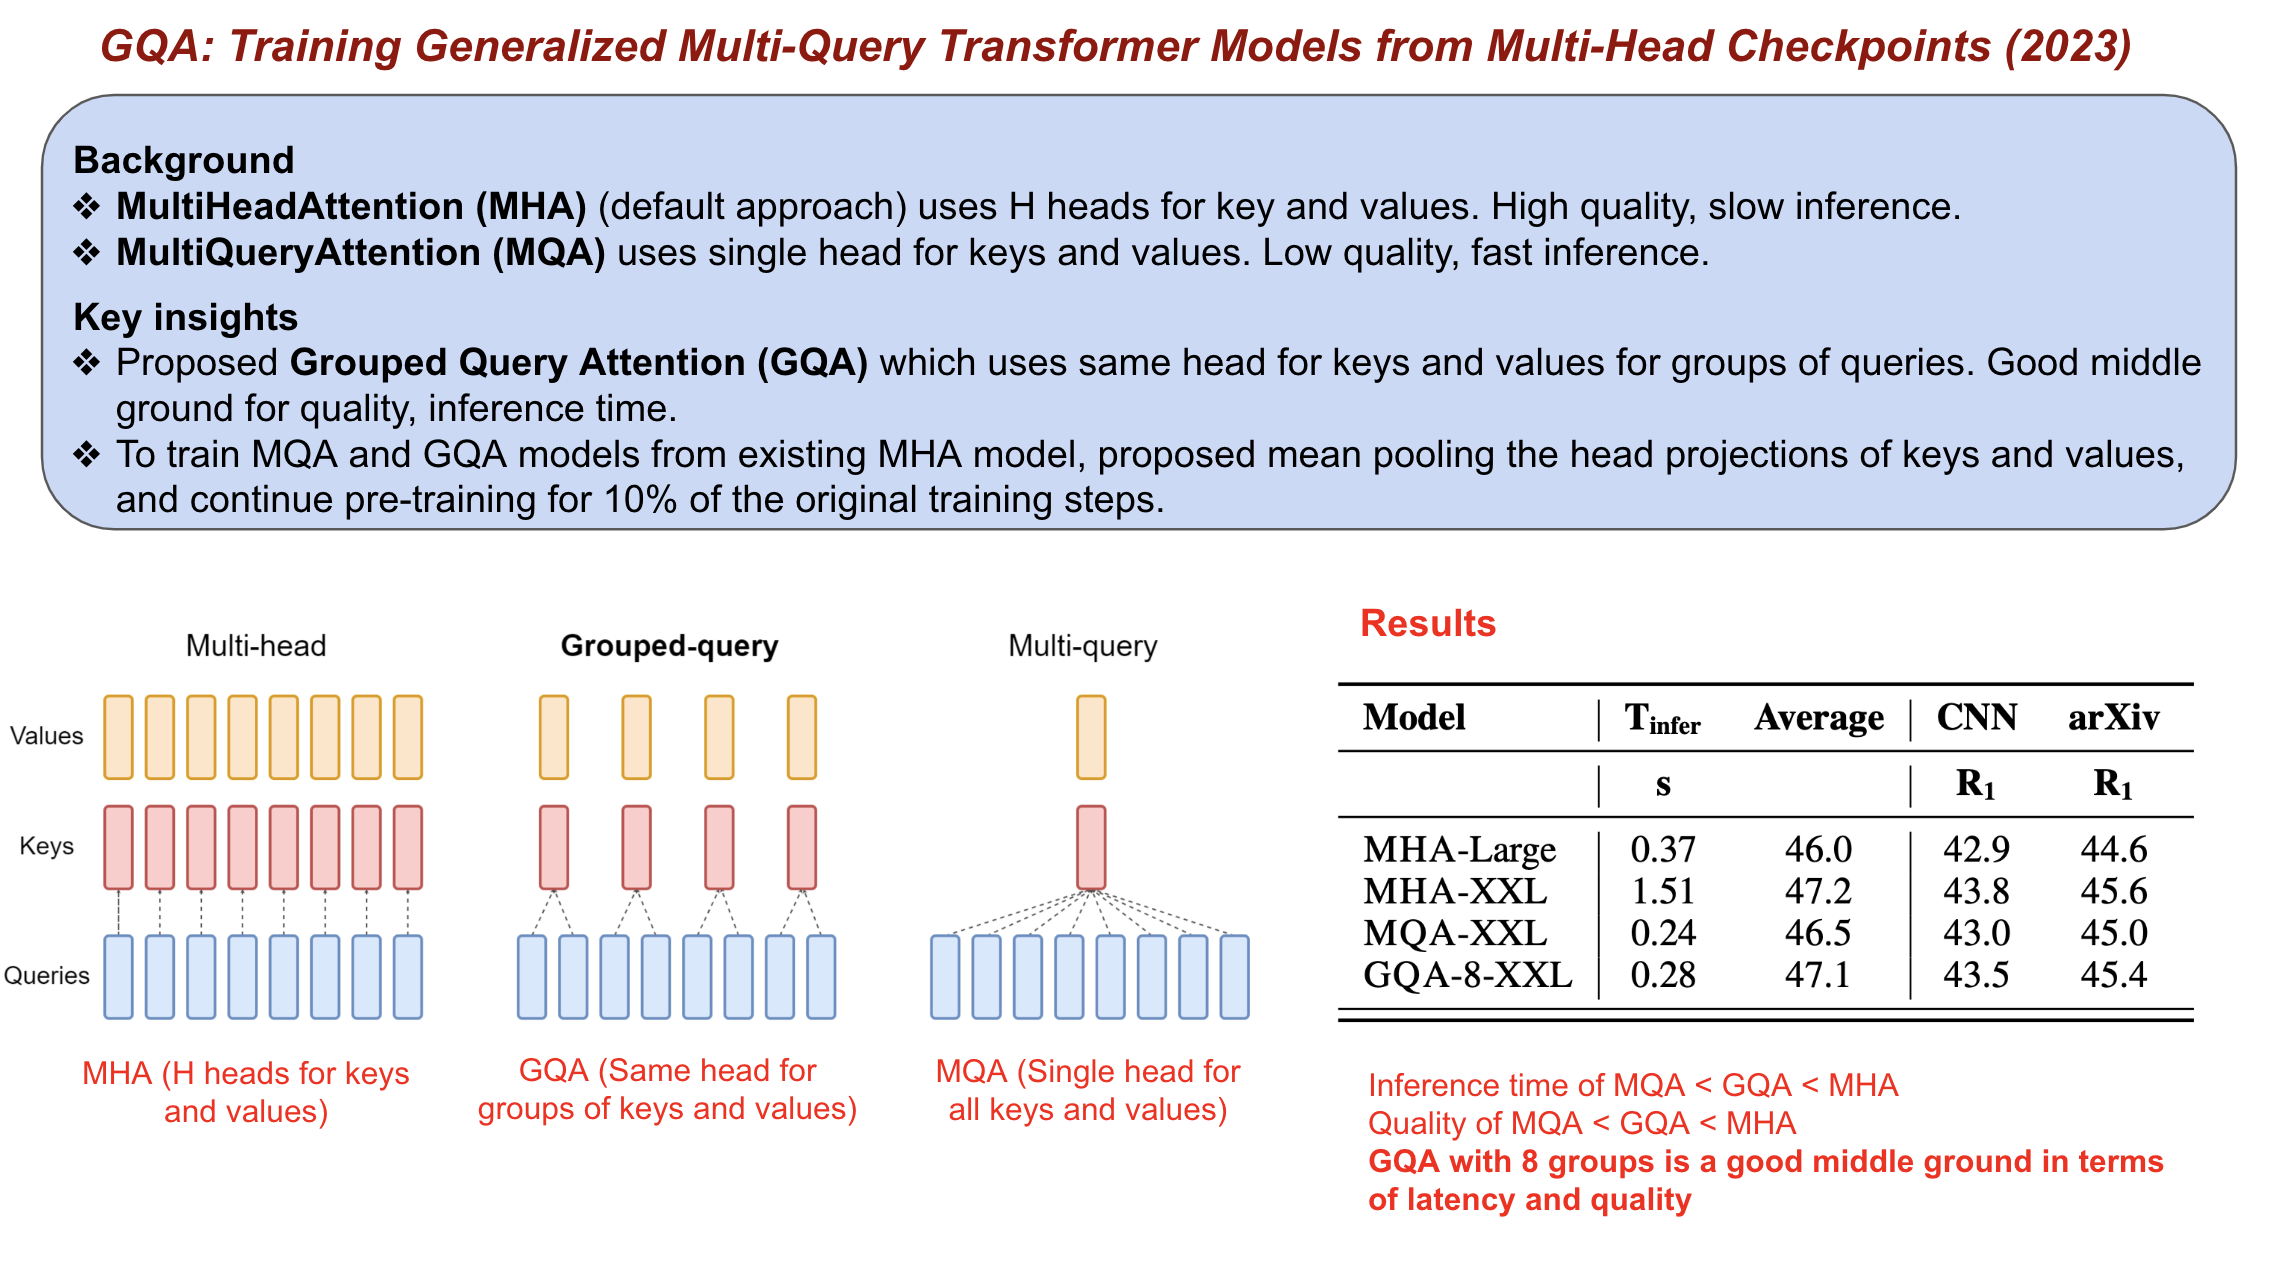 GQA: Training Generalized Multi-Query Transformer Models from Multi-Head Checkpoints (2023)
Background
❖ MultiHeadAttention (MHA) (default approach) uses H heads for key and values. High quality, slow inference.
❖ MultiQueryAttention (MQA) uses single head for keys and values. Low quality, fast inference.
Key insights
❖ Proposed Grouped Query Attention (GQA) which uses same head for keys and values for groups of queries. Good middle
ground for quality, inference time.
❖ To train MQA and GQA models from existing MHA model, proposed mean pooling the head projections of keys and values,
and continue pre-training for 10% of the original training steps.
Multi-head Grouped-query Multi-query
Values
Keys
Queries
MHA (H heads for keys
and values)
GQA (Same head for
groups of keys and values)
MQA (Single head for
all keys and values)
Results
Model T infer Average CNN arXiv
s R1 R1
MHA-Large 0.37 46.0 42.9 44.6
MHA-XXL 1.51 47.2 43.8 45.6
MQA-XXL 0.24 46.5 43.0 45.0
GQA-8-XXL 0.28 47.1 43.5 45.4
Inference time of MQA < GQA < MHA
Quality of MQA < GQA < MHA
GQA with 8 groups is a good middle ground in terms
of latency and quality